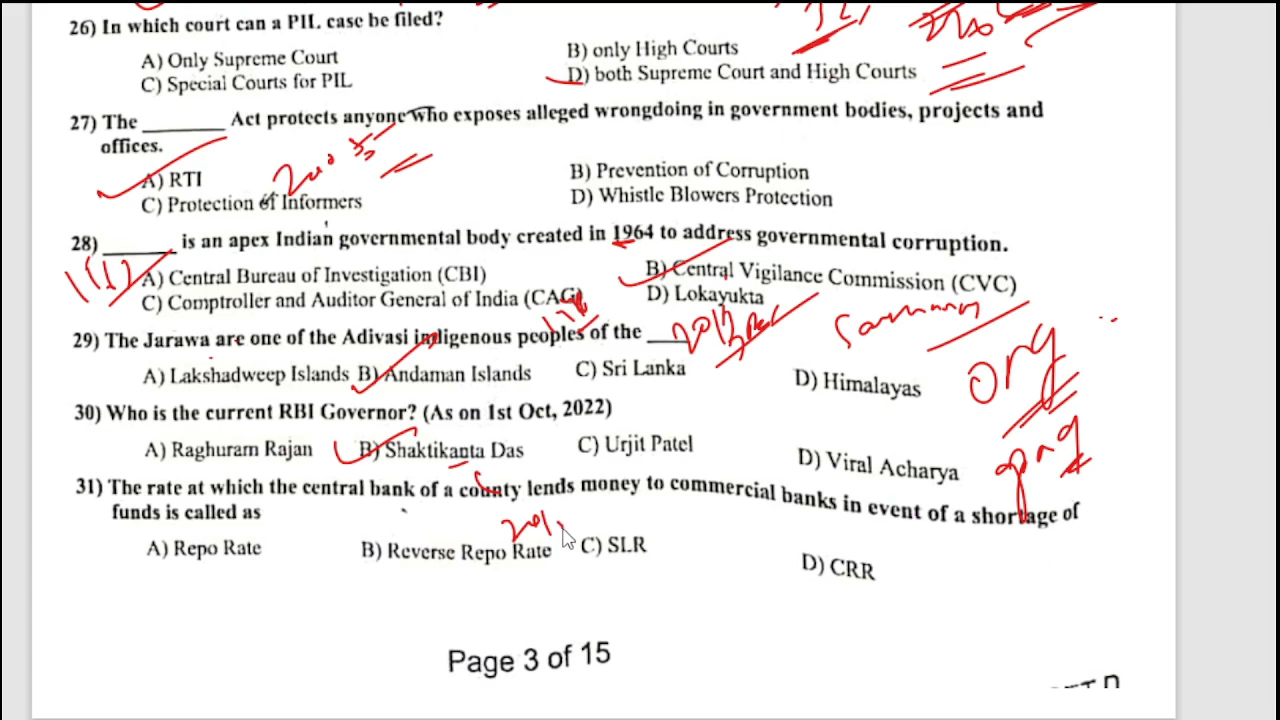 26) In which court can a PIL case be filed?
A) Only Supreme Court B) only High Courts
C) Special Courts for PIL D) both Supreme Court and High Courts
27) The ________ Act protects anyone who exposes alleged wrongdoing in government bodies, projects and
offices.
2005
A) RTI B) Prevention of Corruption
C) Protection of Informers D) Whistle Blowers Protection
28) _______ is an apex Indian governmental body created in 1964 to address governmental corruption.
A) Central Bureau of Investigation (CBI) B) Central Vigilance Commission (CVC)
C) Comptroller and Auditor General of India (CAG) D) Lokayukta
29) The Jarawa are one of the Adivasi indigenous peoples of the ____
A) Lakshadweep Islands B) Andaman Islands C) Sri Lanka D) Himalayas
30) Who is the current RBI Governor? (As on 1st Oct, 2022)
A) Raghuram Rajan B) Shaktikanta Das C) Urjit Patel D) Viral Acharya
31) The rate at which the central bank of a county lends money to commercial banks in event of a shortage of
funds is called as
A) Repo Rate B) Reverse Repo Rate C) SLR D) CRR
Page 3 of 15